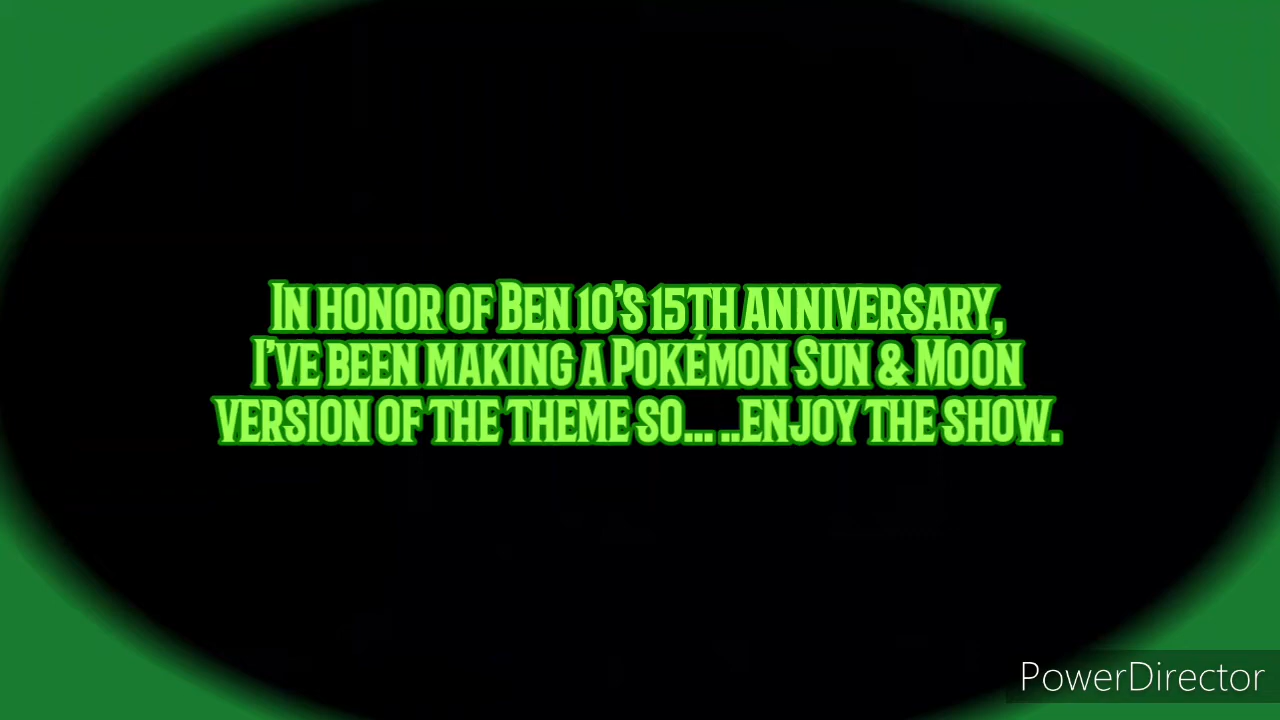 In honor of Ben 10's 15th anniversary,
I've been making a Pokémon Sun & Moon
version of the theme so... ..enjoy the show.
PowerDirector